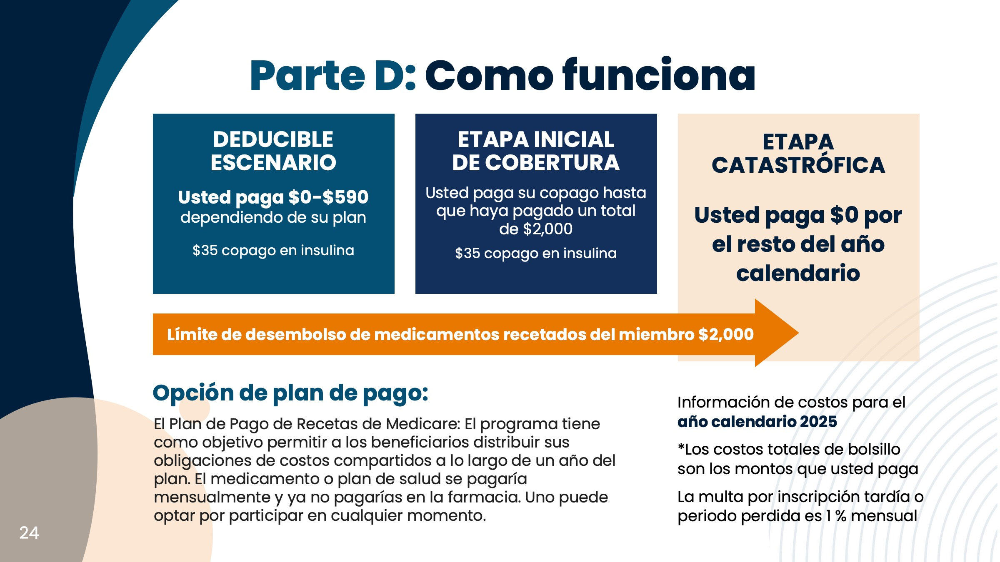 Parte D: Como funciona
DEDUCIBLE
ESCENARIO
Usted paga $0-$590
dependiendo de su plan
$35 copago en insulina
ETAPA INICIAL
DE COBERTURA
Usted paga su copago hasta
que haya pagado un total
de $2,000
$35 copago en insulina
ETAPA
CATASTRÓFICA
Usted paga $0 por
el resto del año
calendario
Límite de desembolso de medicamentos recetados del miembro $2,000
Opción de plan de pago:
El Plan de Pago de Recetas de Medicare: El programa tiene
como objetivo permitir a los beneficiarios distribuir sus
obligaciones de costos compartidos a lo largo de un año del
plan. El medicamento o plan de salud se pagaría
mensualmente y ya no pagarías en la farmacia. Uno puede
optar por participar en cualquier momento.
Información de costos para el
año calendario 2025
*Los costos totales de bolsillo
son los montos que usted paga
La multa por inscripción tardía o
periodo perdida es 1 % mensual
24